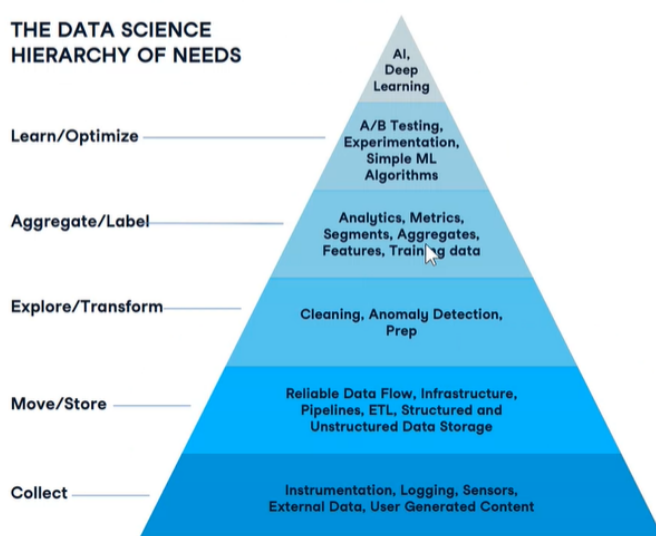 THE DATA SCIENCE
HIERARCHY OF NEEDS
AI,
Deep
Learning
Learn/Optimize
A/B Testing,
Experimentation,
Simple ML
Algorithms
Aggregate/Label
Analytics, Metrics,
Segments, Aggregates,
Features, Training data
Explore/Transform
Cleaning, Anomaly Detection,
Prep
Move/Store
Reliable Data Flow, Infrastructure,
Pipelines, ETL, Structured and
Unstructured Data Storage
Collect
Instrumentation, Logging, Sensors,
External Data, User Generated Content